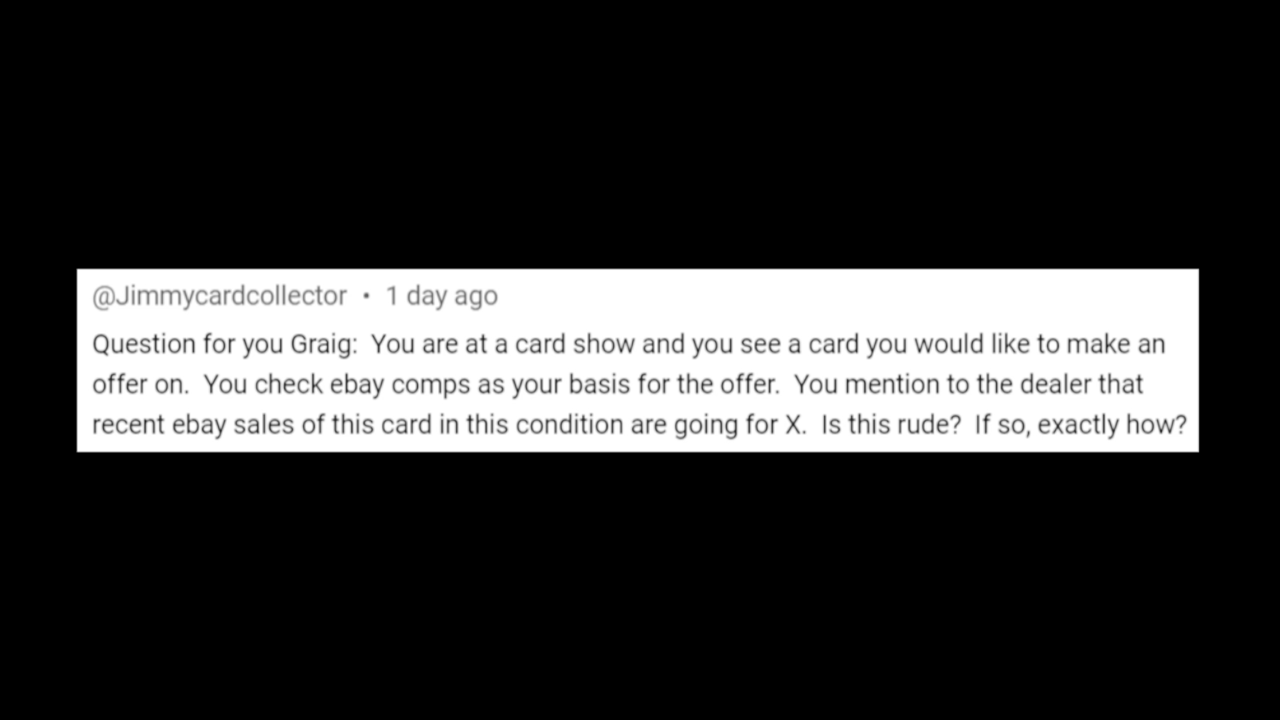 @Jimmycardcollector • 1 day ago
Question for you Graig:  You are at a card show and you see a card you would like to make an
offer on.  You check ebay comps as your basis for the offer.  You mention to the dealer that
recent ebay sales of this card in this condition are going for X.  Is this rude?  If so, exactly how?